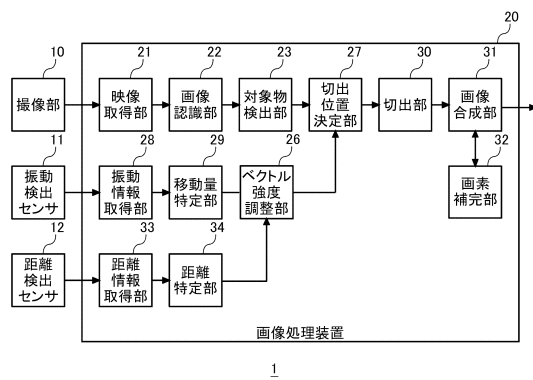 20
10
21
22
23
27
30
31
撮像部
映像
取得部
画像
認識部
対象物
検出部
切出
位置
決定部
切出部
画像
合成部
11
28
29
26
32
振動
検出
センサ
振動情報
取得部
移動量
特定部
ベクトル
強度
調整部
画素
補完部
12
33
34
距離
検出
センサ
距離
情報
取得部
距離
特定部
画像処理装置
1